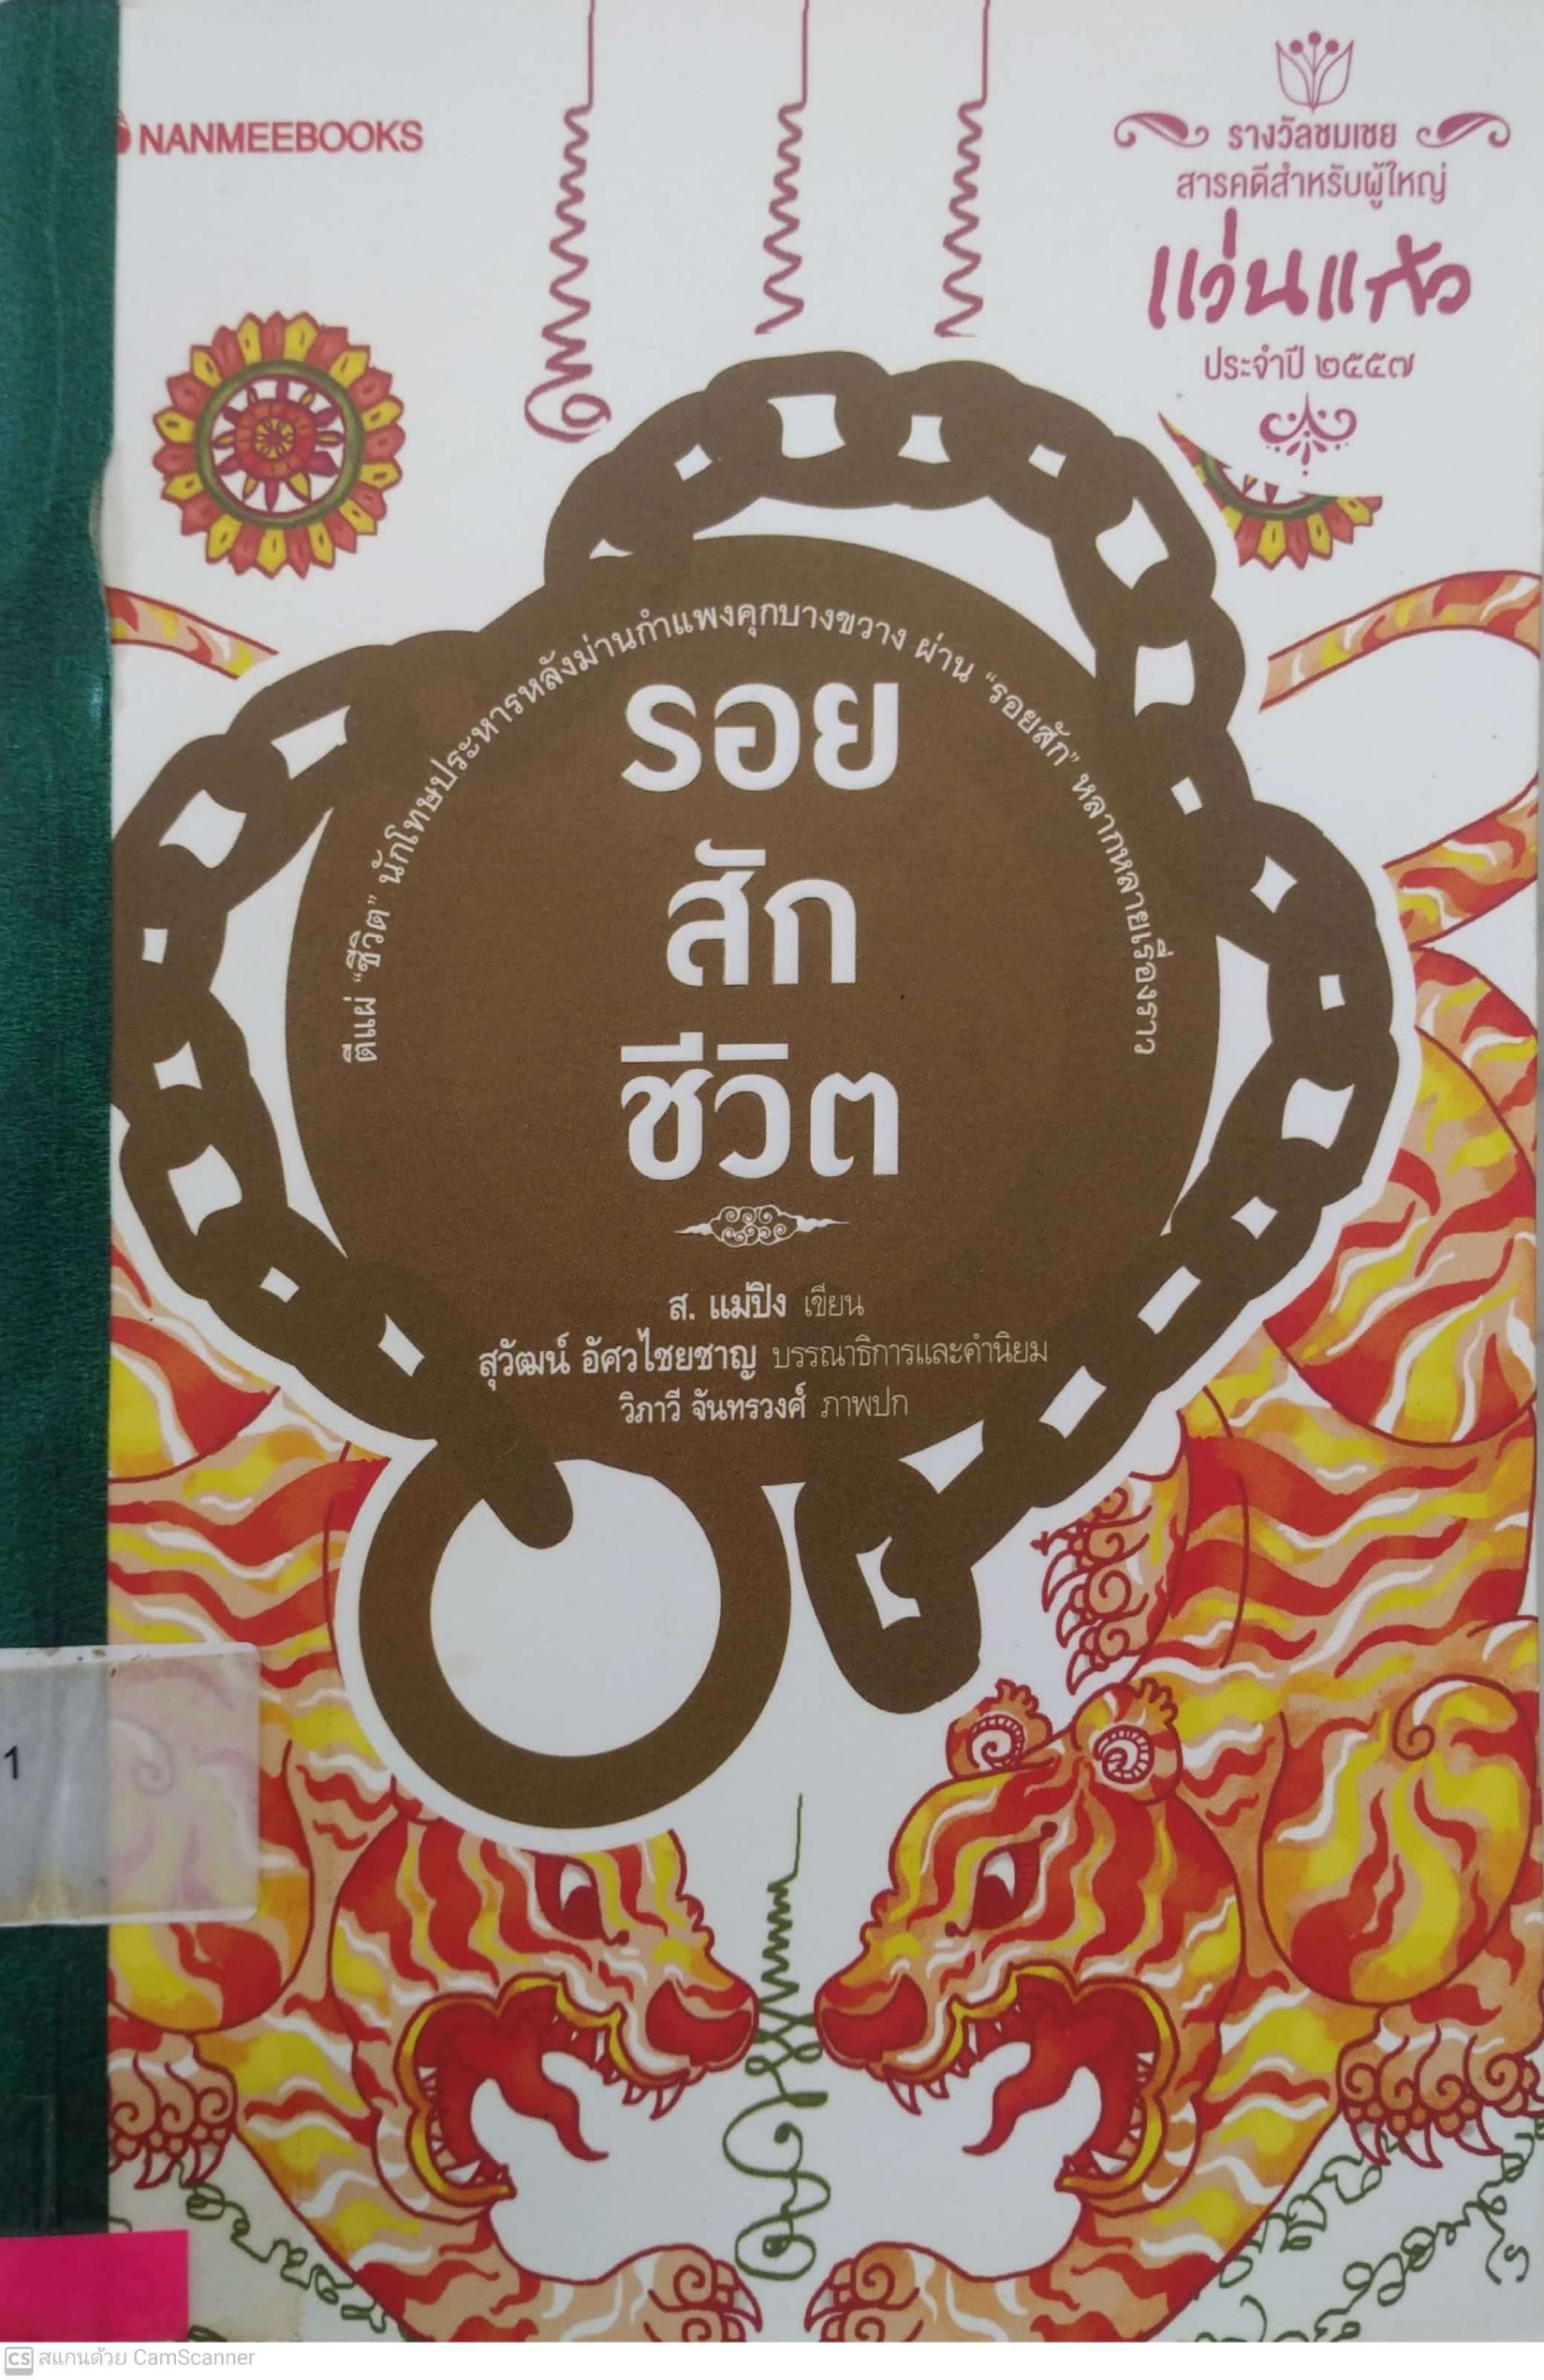 NANMEEBOOKS
รางวัลชมเชย
สารคดีสำหรับผู้ใหญ่
แว่นแก้ว
ประจำปี ๒๕๕๗
ตีแผ่ “ชีวิต” นักโทษประหารหลังม่านกำแพงคุกบางขวาง ผ่าน “รอยสัก” หลากหลายเรื่องราว
รอย
สัก
ชีวิต
ส. แม่ปิง เขียน
สุวัฒน์ อัศวไชยชาญ บรรณาธิการและคำนิยม
วิภาวี จันทรวงศ์ ภาพปก
1
CS สแกนด้วย CamScanner